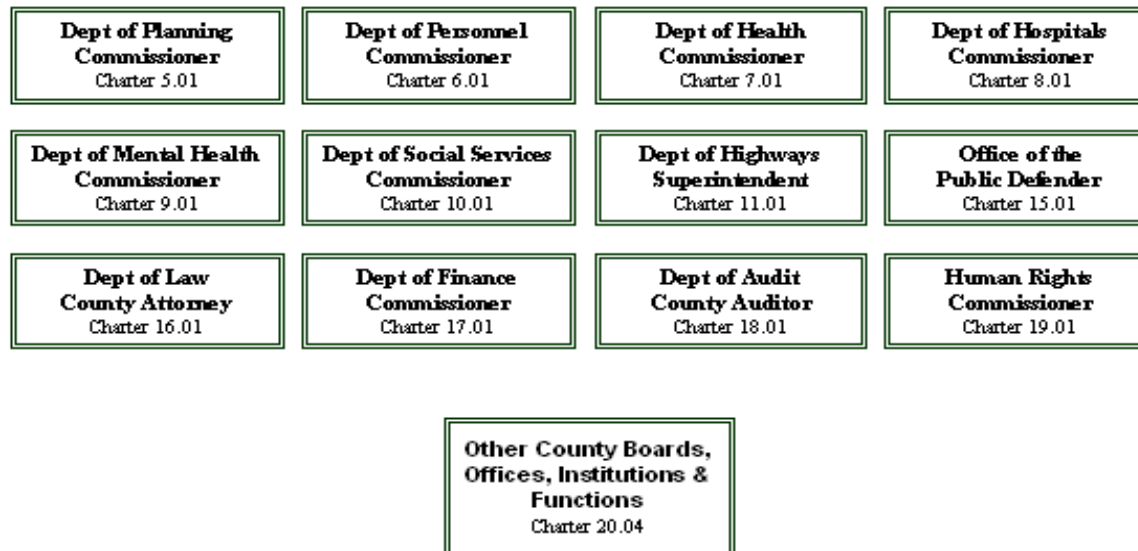 Dept of Planning
Commissioner
Charter 5.01
Dept of Personnel
Commissioner
Charter 6.01
Dept of Health
Commissioner
Charter 7.01
Dept of Hospitals
Commissioner
Charter 8.01
Dept of Mental Health
Commissioner
Charter 9.01
Dept of Social Services
Commissioner
Charter 10.01
Dept of Highways
Superintendent
Charter 11.01
Office of the
Public Defender
Charter 15.01
Dept of Law
County Attorney
Charter 16.01
Dept of Finance
Commissioner
Charter 17.01
Dept of Audit
County Auditor
Charter 18.01
Human Rights
Commissioner
Charter 19.01
Other County Boards,
Offices, Institutions &
Functions
Charter 20.04